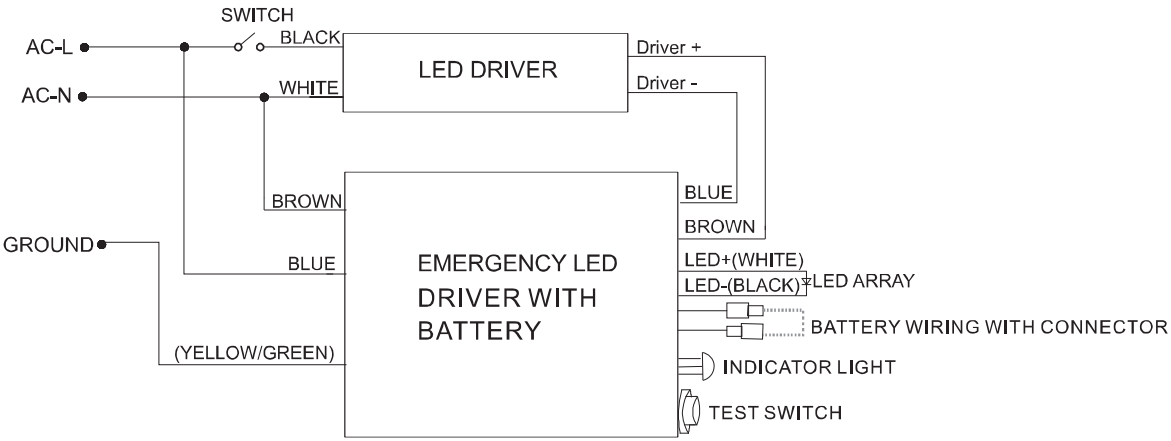 SWITCH
AC-L
BLACK
Driver +
LED DRIVER
AC-N
WHITE
Driver -
BROWN
BLUE
BROWN
GROUND
BLUE
EMERGENCY LED
DRIVER WITH
BATTERY
LED+(WHITE)
LED-(BLACK)
LED ARRAY
BATTERY WIRING WITH CONNECTOR
(YELLOW/GREEN)
INDICATOR LIGHT
TEST SWITCH